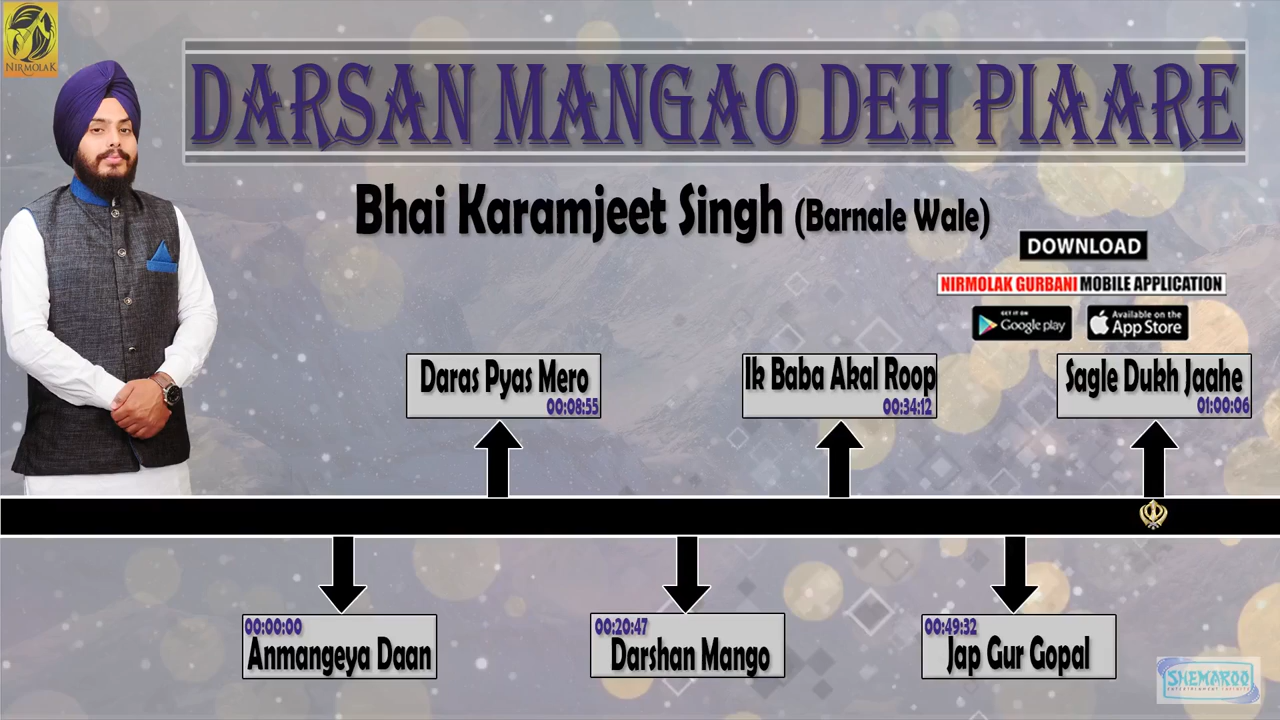 NIRMOLAK
DARSAN MANGAO DEH PIAARE
Bhai Karamjeet Singh (Barnale Wale)
DOWNLOAD
NIRMOLAK GURBANI MOBILE APPLICATION
GET IT ON
Google play
Available on the
App Store
Daras Pyas Mero
00:08:55
Ik Baba Akal Roop
00:34:12
Sagle Dukh Jaahe
01:00:06
00:00:00
Anmangeya Daan
00:20:47
Darshan Mango
00:49:32
Jap Gur Gopal
SHEMAROO